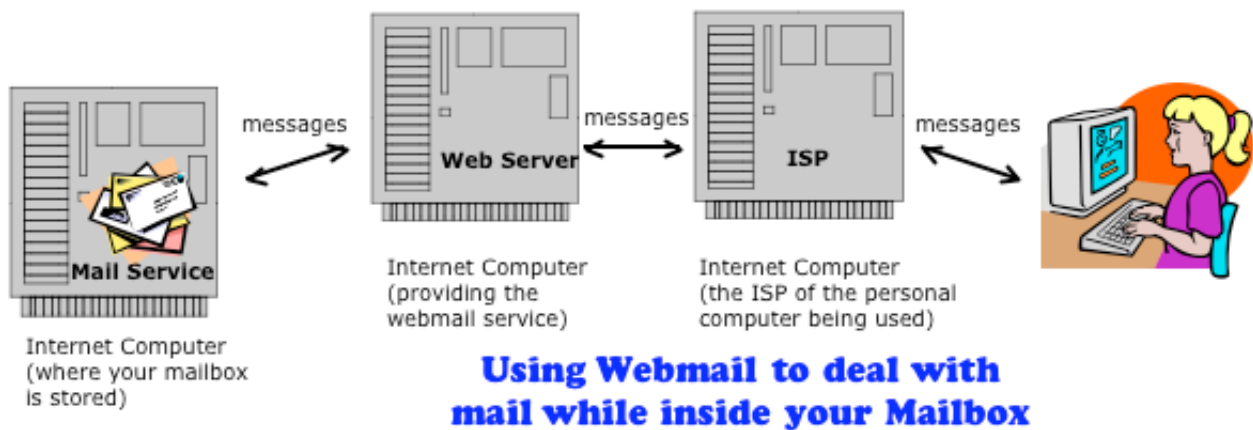 messages
messages
messages
Web Server
ISP
Mail Service
Internet Computer
(where your mailbox
is stored)
Internet Computer
(providing the
webmail service)
Internet Computer
(the ISP of the personal
computer being used)
Using Webmail to deal with
mail while inside your Mailbox